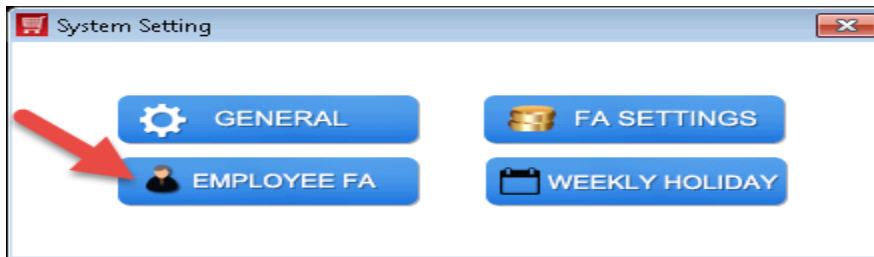 System Setting
GENERAL
FA SETTINGS
EMPLOYEE FA
WEEKLY HOLIDAY